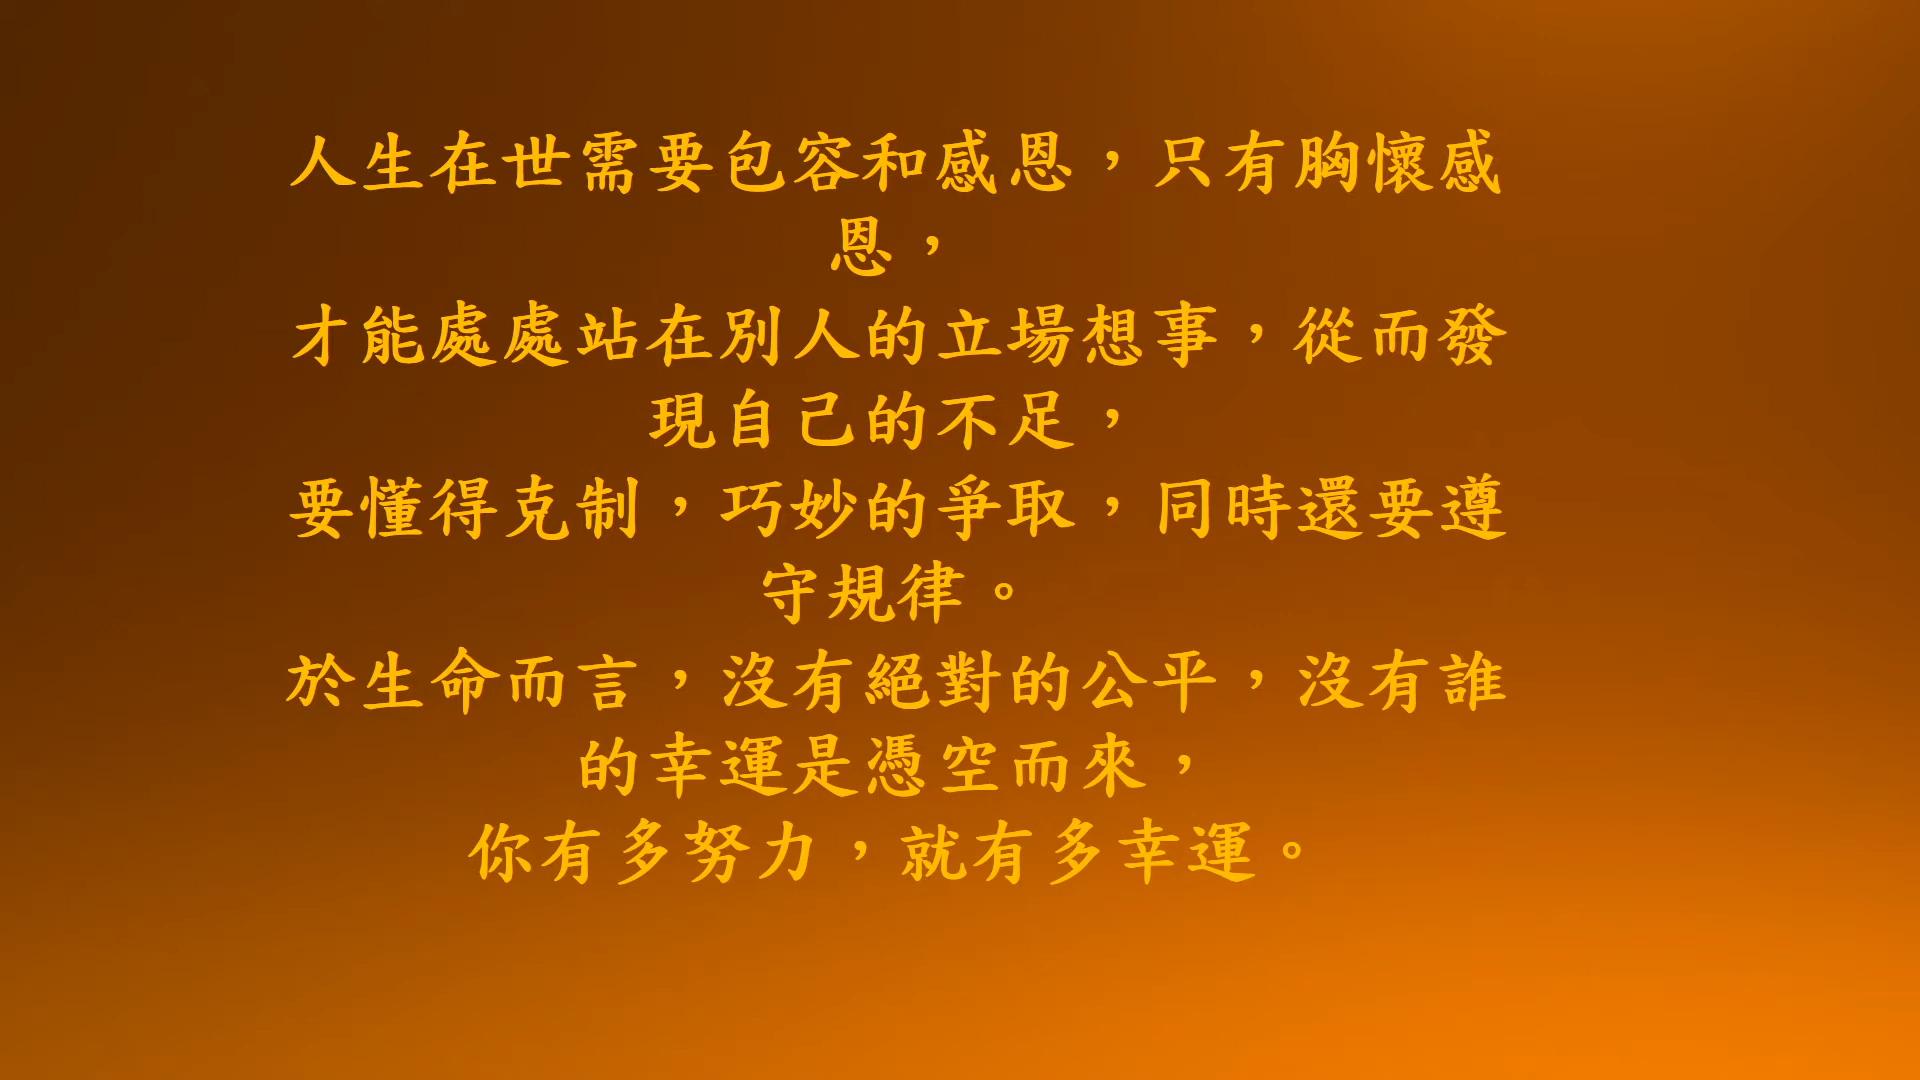 人生在世需要包容和感恩，只有胸懷感
恩，
才能處處站在別人的立場想事，從而發
現自己的不足，
要懂得克制，巧妙的爭取，同時還要遵
守規律。
於生命而言，沒有絕對的公平，沒有誰
的幸運是憑空而來，
你有多努力，就有多幸運。